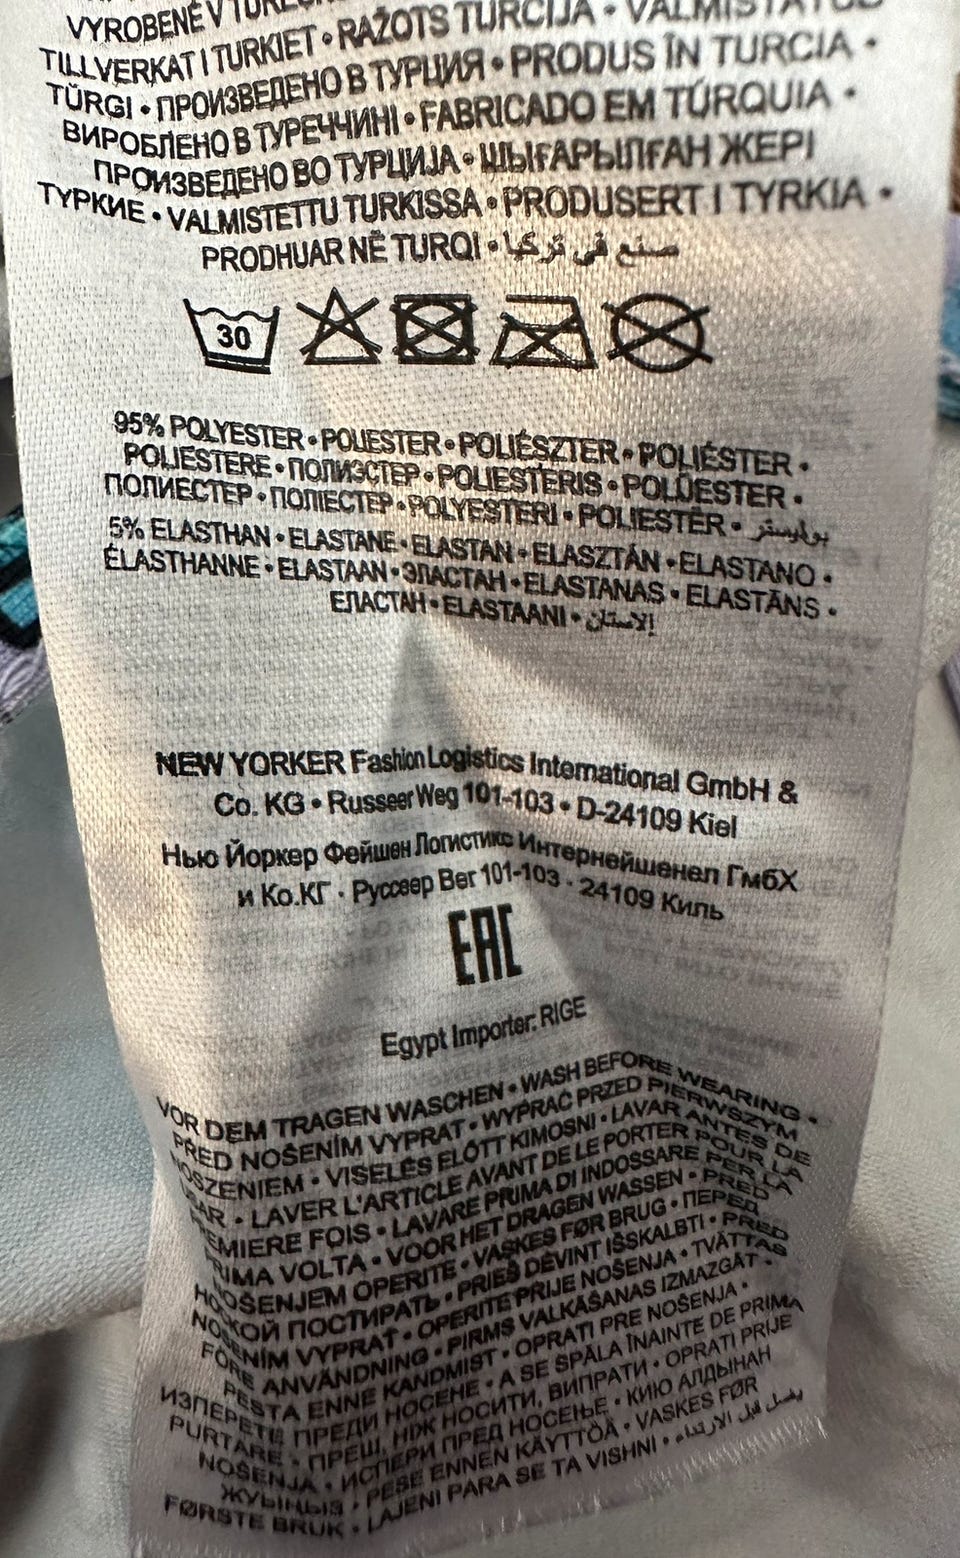 VYROBENÉ V
TILLVERKAT I TURKIET • RAŽOTS TURCIJA • VALMISTATUD
TÜRGI • ПРОИЗВЕДЕНО В ТУРЦИЯ • PRODUS ÎN TURCIA •
ВИРОБЛЕНО В ТУРЕЧЧИНІ • FABRICADO EM TÚRQUIA •
ПРОИЗВЕДЕНО ВО ТУРЦИЈА • ШЫҒАРЫЛҒАН ЖЕРІ
ТҮРКИЕ • VALMISTETTU TURKISSA • PRODUSERT I TYRKIA •
PRODHUAR NË TURQI • صنع في تركيا
30
95% POLYESTER • POLIESTER • POLIÉSZTER • POLIÉSTER •
POLIESTERE • ПОЛИЭСТЕР • POLIESTERIS • POLÜESTER •
ПОЛИЕСТЕР • ПОЛІЕСТЕР • POLYESTERI • POLIESTËR • بوليستر
5% ELASTHAN • ELASTANE • ELASTAN • ELASZTÁN • ELASTANO •
ÉLASTHANNE • ELASTAAN • ЭЛАСТАН • ELASTANAS • ELASTĀNS •
ЕЛАСТАН • ELASTAANI • إلاستان
NEW YORKER Fashion Logistics International GmbH &
Co. KG • Russeer Weg 101-103 • D-24109 Kiel
Нью Йоркер Фейшен Логистикс Интернейшенел ГмбХ
и Ко.КГ · Руссеер Вег 101-103 · 24109 Киль
EAC
Egypt Importer: RIGE
VOR DEM TRAGEN WASCHEN • WASH BEFORE WEARING •
PŘED NOŠENÍM VYPRAT • WYPRAĆ PRZED PIERWSZYM
NOSZENIEM • VISELÉS ELŐTT KIMOSNI • LAVAR ANTES DE
USAR • LAVER L'ARTICLE AVANT DE LE PORTER POUR LA
PREMIERE FOIS • LAVARE PRIMA DI INDOSSARE PER LA
PRIMA VOLTA • VOOR HET DRAGEN WASSEN • PRED
NOŠENJEM OPERITE • VASKES FØR BRUG • ПЕРЕД
НОСКОЙ ПОСТИРАТЬ • PRIEŠ DĖVINT IŠSKALBTI • PRED
NOSENÍM VYPRAT • OPERITE PRIJE NOŠENJA • TVÄTTAS
FÖRE ANVÄNDNING • PIRMS VALKĀŠANAS IZMAZGĀT •
PESTA ENNE KANDMIST • OPRATI PRE NOŠENJA •
ИЗПЕРЕТЕ ПРЕДИ НОСЕНЕ • A SE SPĂLA ÎNAINTE DE PRIMA
PURTARE • ПРЕШ, НІЖ НОСИТИ, ВИПРАТИ • OPRATI PRIJE
NOŠENJA • ИСПЕРИ ПРЕД НОСЕЊЕ • КИЮ АЛДЫНАН
ЖУЫҢЫЗ • PESE ENNEN KÄYTTÖÄ • VASKES FØR
FØRSTE BRUK • LAJENI PARA SE TA VISHNI • يغسل قبل الارتداء